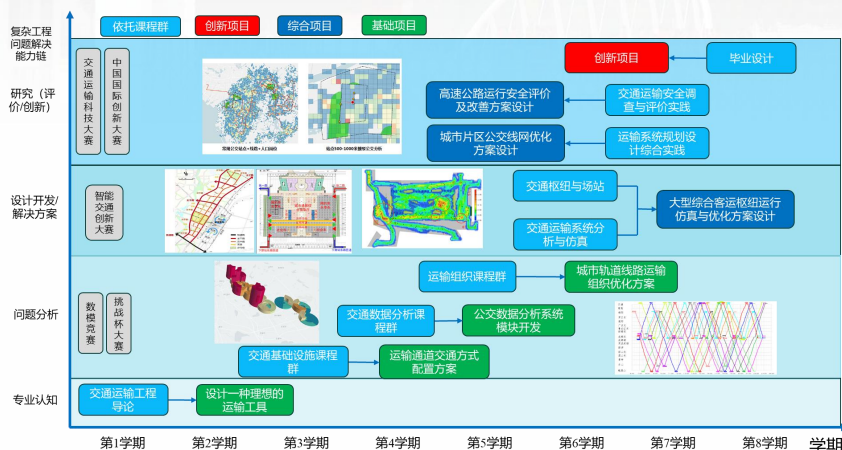 复杂工程
问题解决
能力链
依托课程群
创新项目
综合项目
基础项目
研究（评
价/创新）
交通运输科技大赛
中国国际创新大赛
创新项目
毕业设计
高速公路运行安全评价
及改善方案设计
交通运输安全调
查与评价实践
城市片区公交线网优化
方案设计
运输系统规划设
计综合实践
设计开发/
解决方案
智能交通创新大赛
交通枢纽与场站
大型综合客运枢纽运行
仿真与优化方案设计
交通运输系统分
析与仿真
问题分析
数模竞赛
挑战杯大赛
运输组织课程群
城市轨道线路运输
组织优化方案
交通数据分析课
程群
公交数据分析系统
模块开发
交通基础设施课程
群
运输通道交通方式
配置方案
专业认知
交通运输工程
导论
设计一种理想的
运输工具
第1学期
第2学期
第3学期
第4学期
第5学期
第6学期
第7学期
第8学期
学期